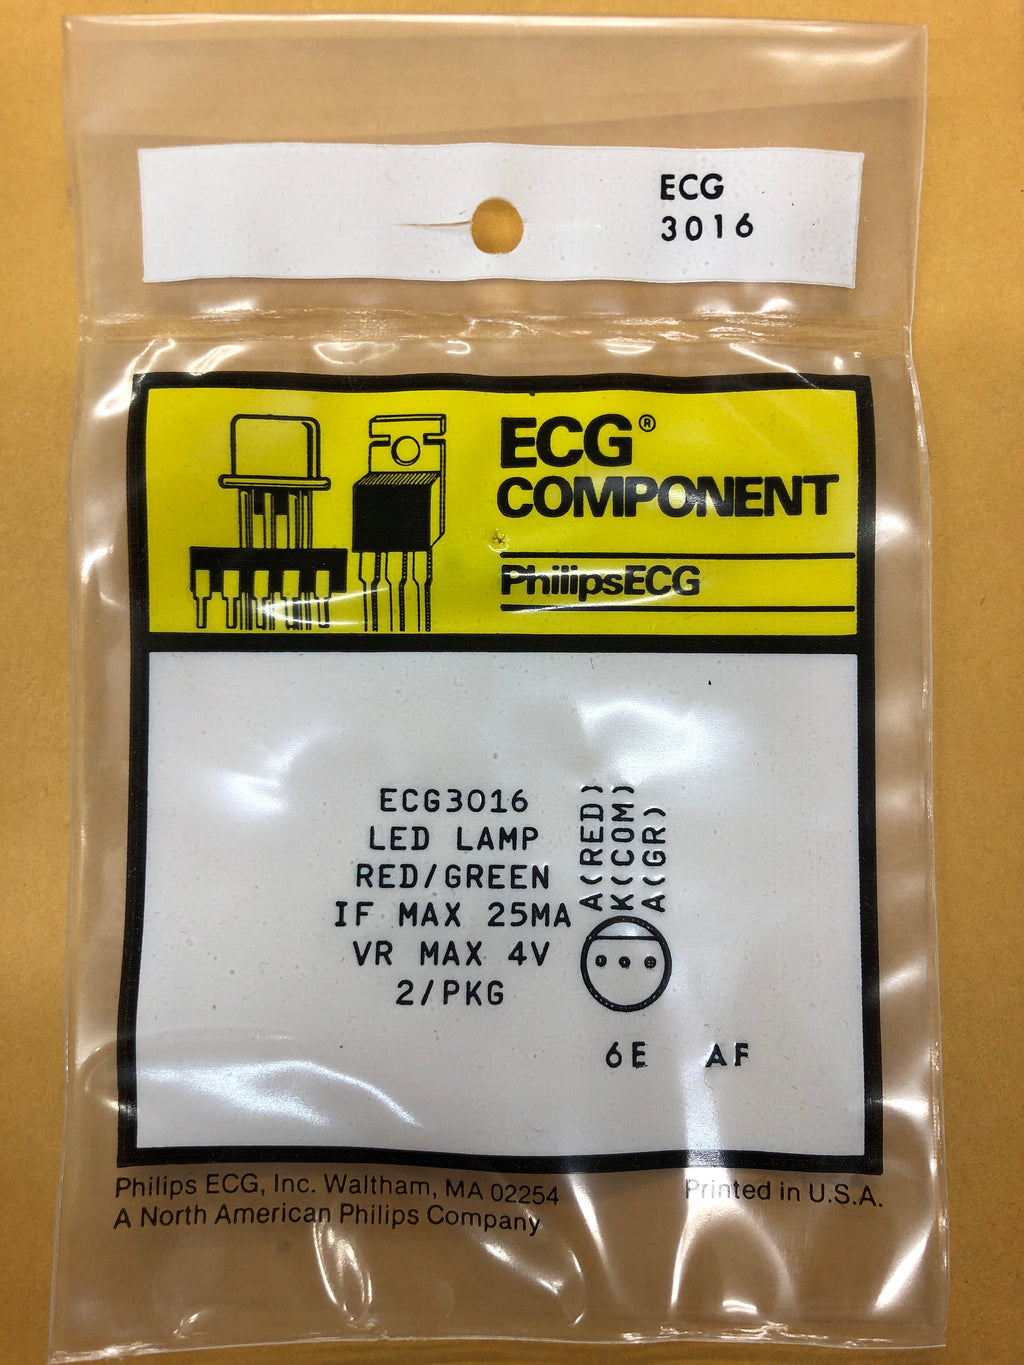 ECG
3016
ECG®
COMPONENT
PhilipsECG
ECG3016
LED LAMP
RED/GREEN
IF MAX 25MA
VR MAX 4V
2/PKG
A(RED)
K(COM)
A(GR)
6E AF
Philips ECG, Inc. Waltham, MA 02254
A North American Philips Company
Printed in U.S.A.